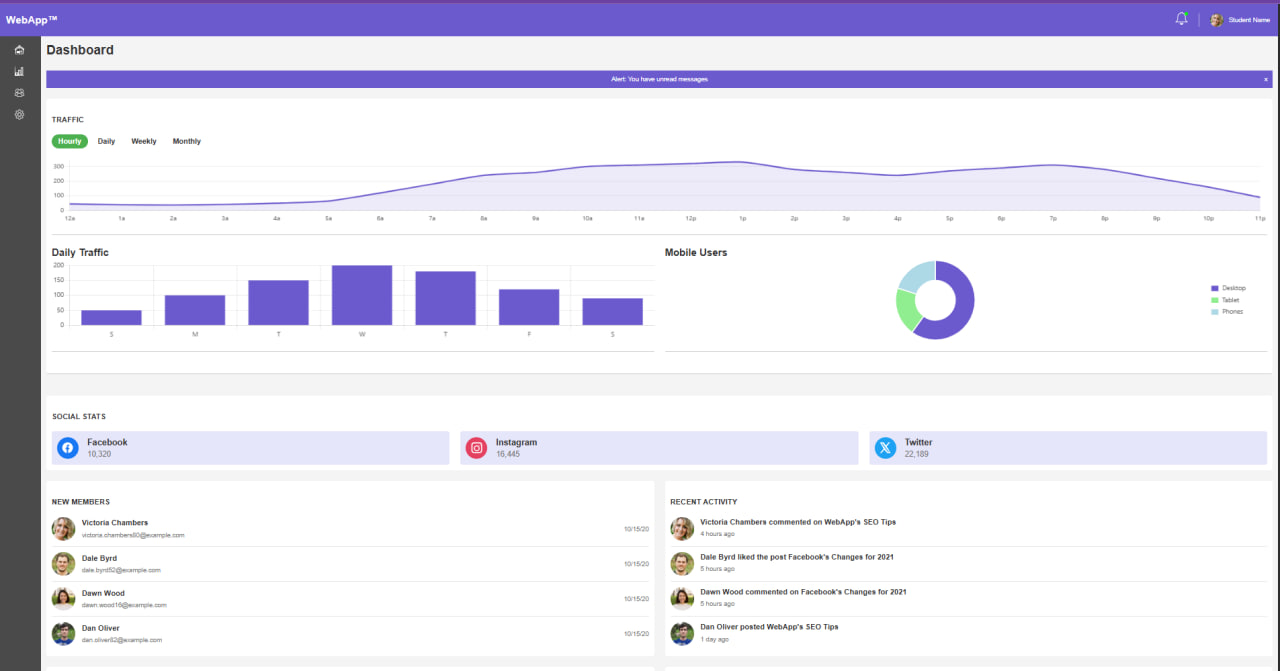 WebApp™
Student Name
Dashboard
Alert: You have unread messages
x
TRAFFIC
Hourly Daily Weekly Monthly
300
200
100
0
12a 1a 2a 3a 4a 5a 6a 7a 8a 9a 10a 11a 12p 1p 2p 3p 4p 5p 6p 7p 8p 9p 10p 11p
Daily Traffic
200
150
100
50
0
S M T W T F S
Mobile Users
Desktop
Tablet
Phones
SOCIAL STATS
Facebook
10,320
Instagram
16,445
Twitter
22,189
NEW MEMBERS
Victoria Chambers
victoria.chambers80@example.com
10/15/20
Dale Byrd
dale.byrd52@example.com
10/15/20
Dawn Wood
dawn.wood16@example.com
10/15/20
Dan Oliver
dan.oliver82@example.com
10/15/20
RECENT ACTIVITY
Victoria Chambers commented on WebApp's SEO Tips
4 hours ago
Dale Byrd liked the post Facebook's Changes for 2021
5 hours ago
Dawn Wood commented on Facebook's Changes for 2021
5 hours ago
Dan Oliver posted WebApp's SEO Tips
1 day ago